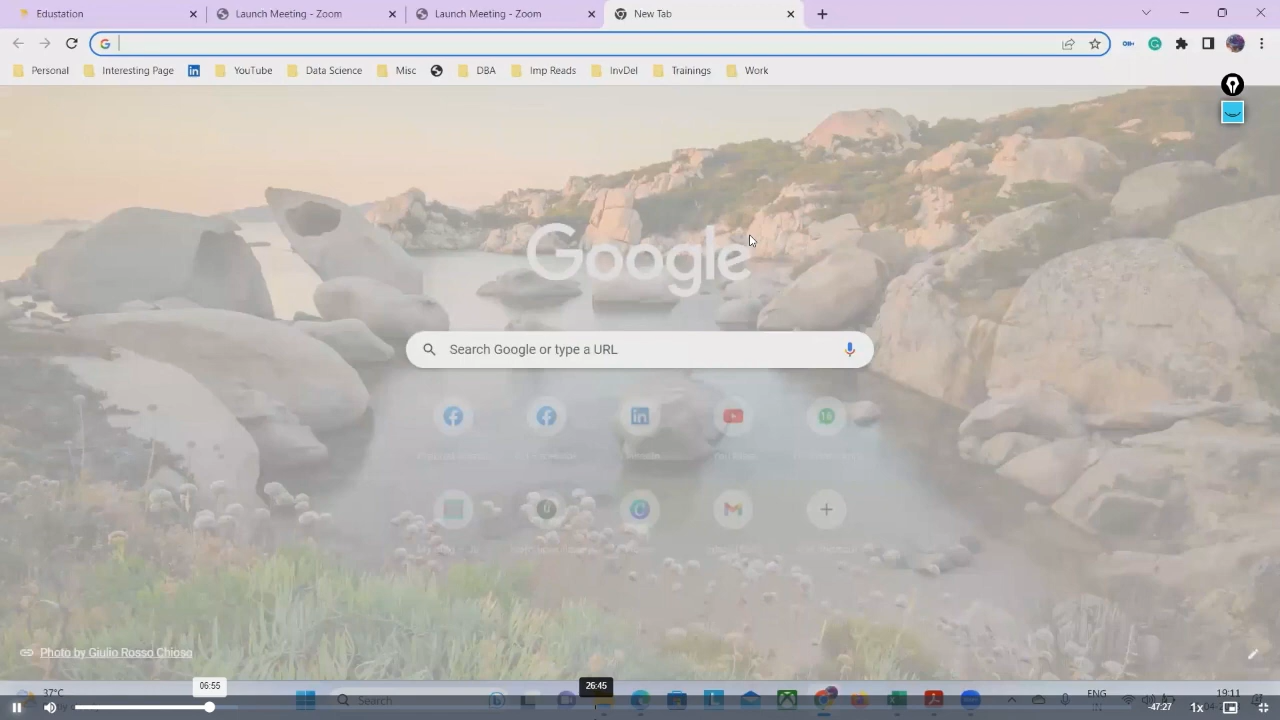 Edustation
Launch Meeting - Zoom
Launch Meeting - Zoom
New Tab
Personal
Interesting Page
YouTube
Data Science
Misc
DBA
Imp Reads
InvDel
Trainings
Work
Google
Search Google or type a URL
Photo by Giulio Rosso Chioso
37°C
06:55
Search
26:45
ENG
IN
19:11
-47:27
1x